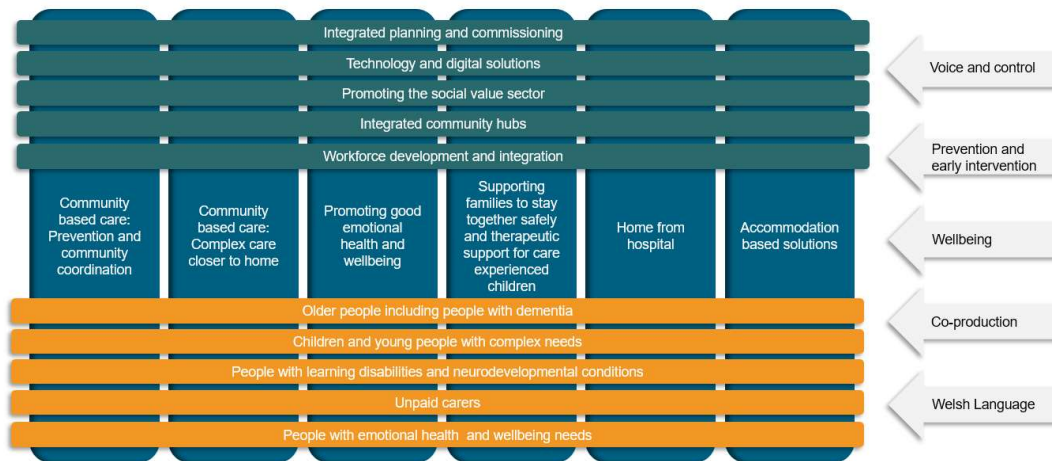 Integrated planning and commissioning
Technology and digital solutions
Promoting the social value sector
Integrated community hubs
Workforce development and integration
Community
based care:
Prevention and
community
coordination
Community
based care:
Complex care
closer to home
Promoting good
emotional
health and
wellbeing
Supporting
families to stay
together safely
and therapeutic
support for care
experienced
children
Home from
hospital
Accommodation
based solutions
Older people including people with dementia
Children and young people with complex needs
People with learning disabilities and neurodevelopmental conditions
Unpaid carers
People with emotional health and wellbeing needs
Voice and control
Prevention and
early intervention
Wellbeing
Co-production
Welsh Language